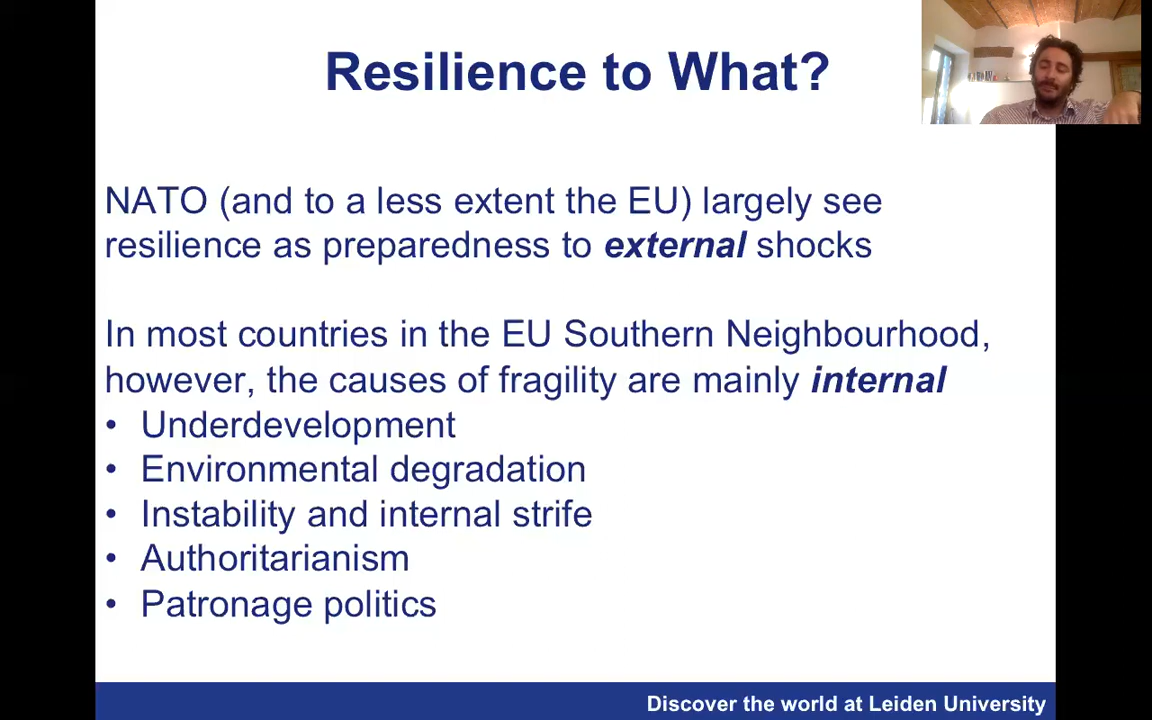 Resilience to What?
NATO (and to a less extent the EU) largely see
resilience as preparedness to external shocks
In most countries in the EU Southern Neighbourhood,
however, the causes of fragility are mainly internal
• Underdevelopment
• Environmental degradation
• Instability and internal strife
• Authoritarianism
• Patronage politics
Discover the world at Leiden University